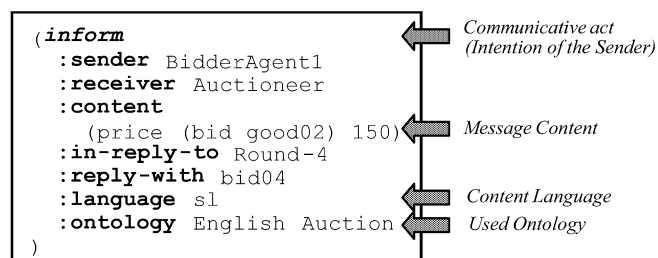 (inform
Communicative act
(Intention of the Sender)
:sender BidderAgent1
:receiver Auctioneer
:content
(price (bid good02) 150)
Message Content
:in-reply-to Round-4
:reply-with bid04
:language sl
Content Language
:ontology English Auction
Used Ontology
)